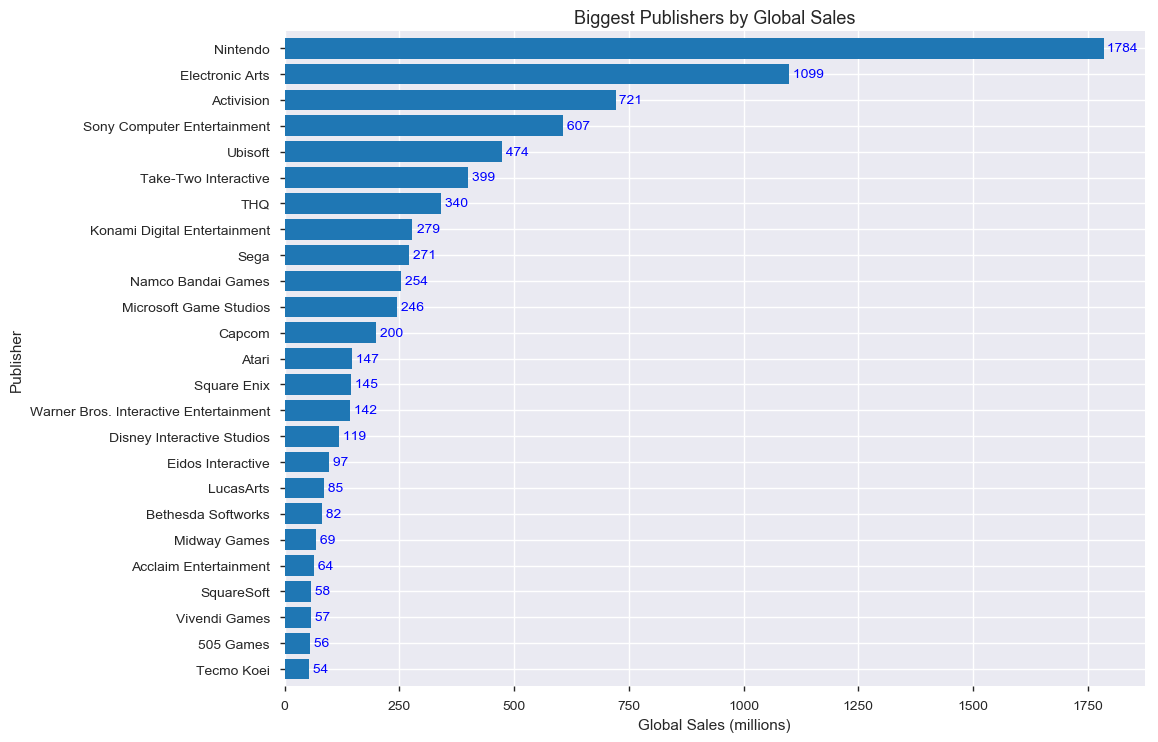 Biggest Publishers by Global Sales
Publisher
Nintendo 1784
Electronic Arts 1099
Activision 721
Sony Computer Entertainment 607
Ubisoft 474
Take-Two Interactive 399
THQ 340
Konami Digital Entertainment 279
Sega 271
Namco Bandai Games 254
Microsoft Game Studios 246
Capcom 200
Atari 147
Square Enix 145
Warner Bros. Interactive Entertainment 142
Disney Interactive Studios 119
Eidos Interactive 97
LucasArts 85
Bethesda Softworks 82
Midway Games 69
Acclaim Entertainment 64
SquareSoft 58
Vivendi Games 57
505 Games 56
Tecmo Koei 54
0 250 500 750 1000 1250 1500 1750
Global Sales (millions)